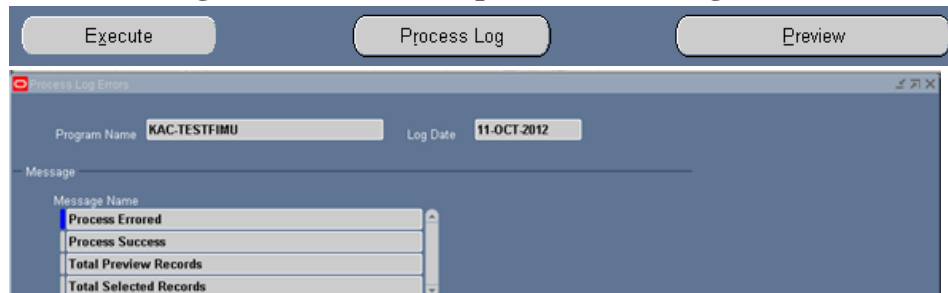 Execute Process Log Preview
Process Log Errors
Program Name KAC-TESTFIMU Log Date 11-OCT-2012
Message
Message Name
Process Errored
Process Success
Total Preview Records
Total Selected Records